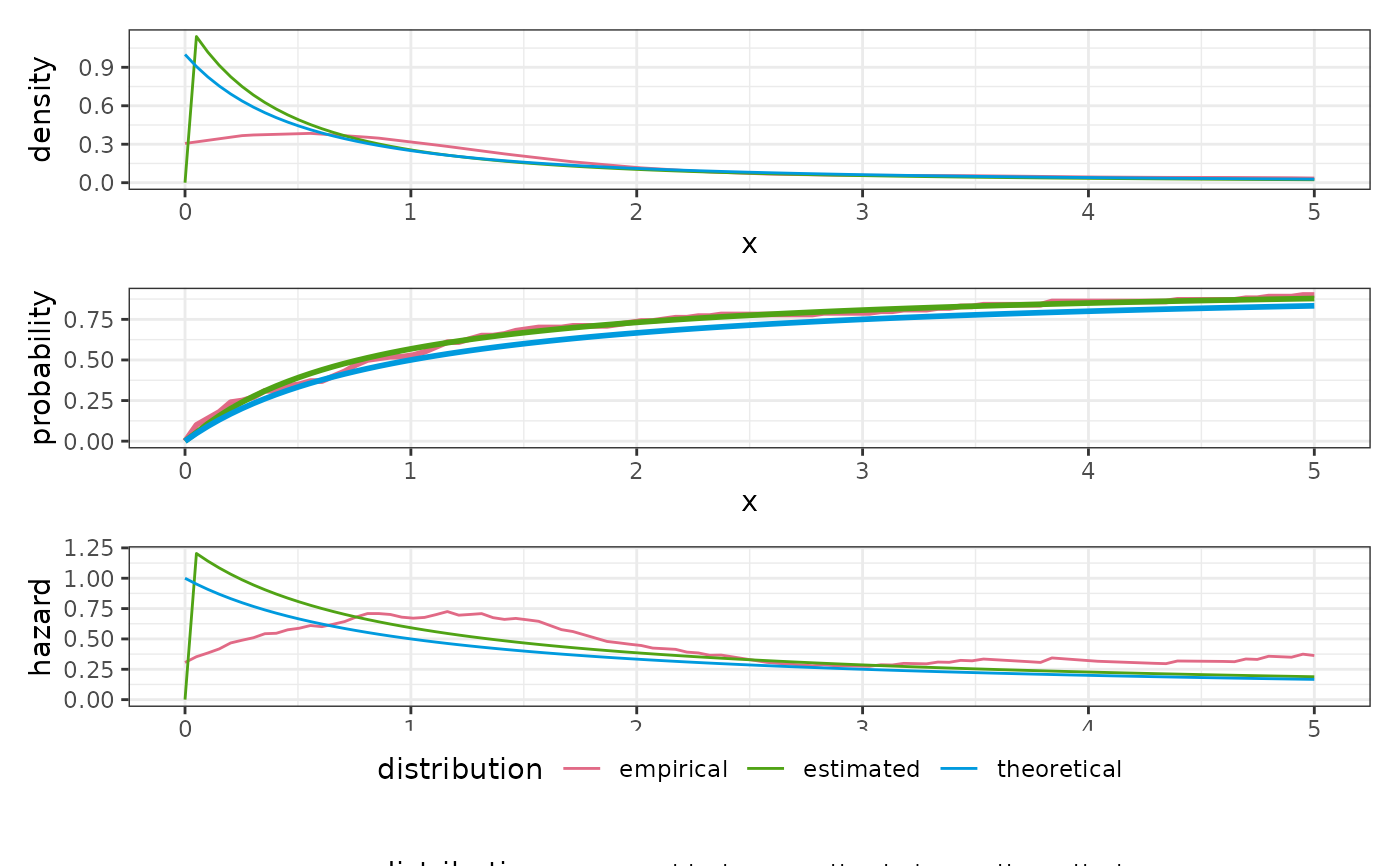 density
0.9
0.6
0.3
0.0
0 1 2 3 4 5
x
probability
0.75
0.50
0.25
0.00
0 1 2 3 4 5
x
hazard
1.25
1.00
0.75
0.50
0.25
0.00
0 1 2 3 4 5
distribution empirical estimated theoretical